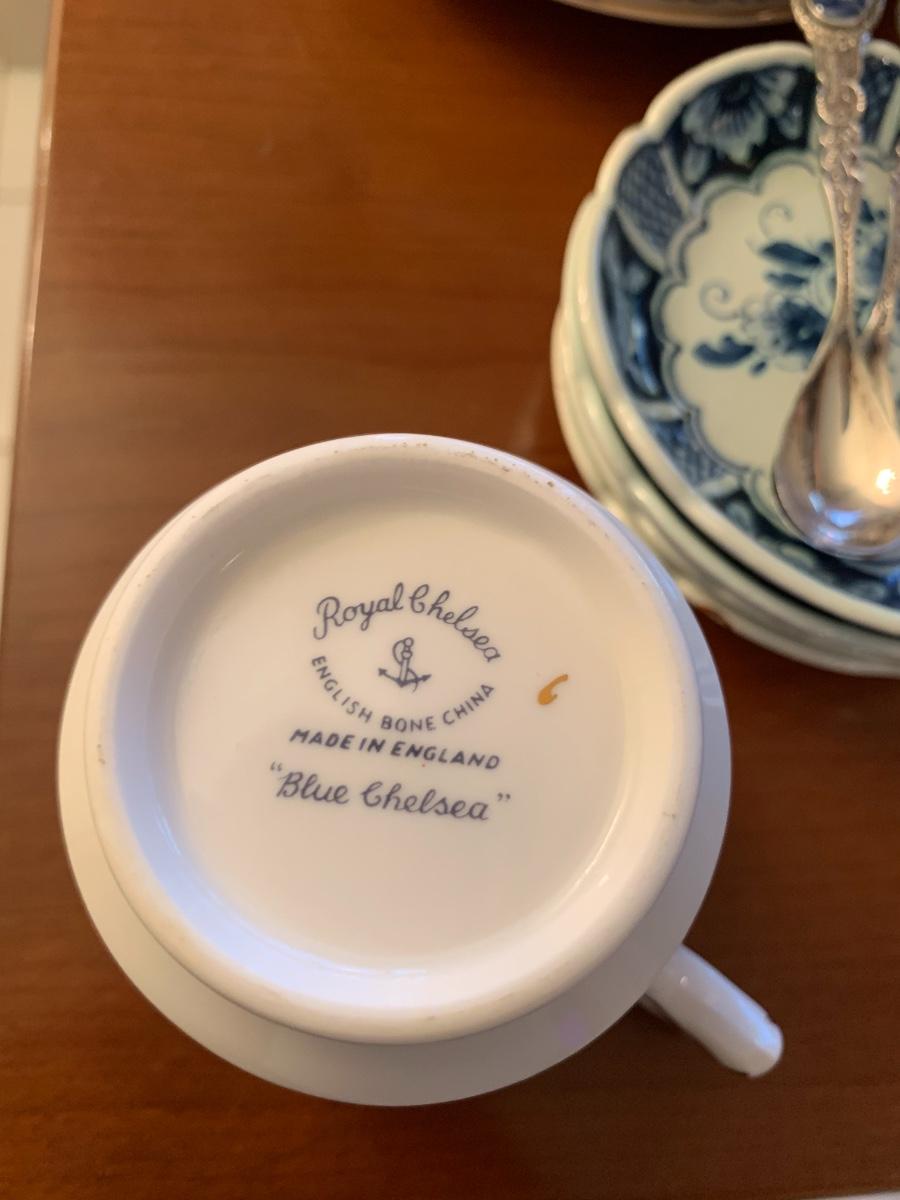 Royal Chelsea
ENGLISH BONE CHINA
MADE IN ENGLAND
"Blue Chelsea"